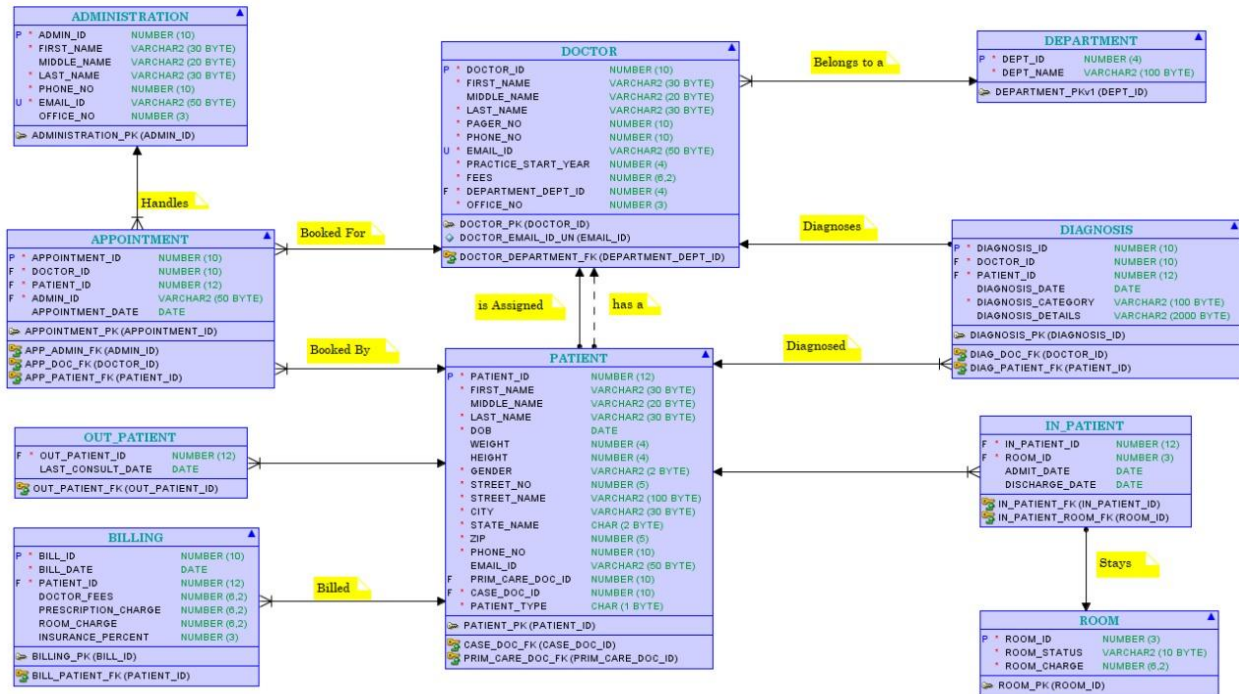 ADMINISTRATION
P * ADMIN_ID NUMBER (10)
* FIRST_NAME VARCHAR2 (30 BYTE)
MIDDLE_NAME VARCHAR2 (20 BYTE)
* LAST_NAME VARCHAR2 (30 BYTE)
* PHONE_NO NUMBER (10)
U * EMAIL_ID VARCHAR2 (50 BYTE)
OFFICE_NO NUMBER (3)
ADMINISTRATION_PK (ADMIN_ID)
DOCTOR
P * DOCTOR_ID NUMBER (10)
* FIRST_NAME VARCHAR2 (30 BYTE)
MIDDLE_NAME VARCHAR2 (20 BYTE)
* LAST_NAME VARCHAR2 (30 BYTE)
* PAGER_NO NUMBER (10)
* PHONE_NO NUMBER (10)
U * EMAIL_ID VARCHAR2 (50 BYTE)
* PRACTICE_START_YEAR NUMBER (4)
* FEES NUMBER (6,2)
F * DEPARTMENT_DEPT_ID NUMBER (4)
* OFFICE_NO NUMBER (3)
DOCTOR_PK (DOCTOR_ID)
DOCTOR_EMAIL_ID_UN (EMAIL_ID)
DOCTOR_DEPARTMENT_FK (DEPARTMENT_DEPT_ID)
Belongs to a
DEPARTMENT
P * DEPT_ID NUMBER (4)
* DEPT_NAME VARCHAR2 (100 BYTE)
DEPARTMENT_PKv1 (DEPT_ID)
Handles
APPOINTMENT
P * APPOINTMENT_ID NUMBER (10)
F * DOCTOR_ID NUMBER (10)
F * PATIENT_ID NUMBER (12)
F * ADMIN_ID VARCHAR2 (50 BYTE)
APPOINTMENT_DATE DATE
APPOINTMENT_PK (APPOINTMENT_ID)
APP_ADMIN_FK (ADMIN_ID)
APP_DOC_FK (DOCTOR_ID)
APP_PATIENT_FK (PATIENT_ID)
Booked For
Booked By
is Assigned
has a
Diagnoses
Diagnosed
DIAGNOSIS
P * DIAGNOSIS_ID NUMBER (10)
F * DOCTOR_ID NUMBER (10)
F * PATIENT_ID NUMBER (12)
DIAGNOSIS_DATE DATE
* DIAGNOSIS_CATEGORY VARCHAR2 (100 BYTE)
DIAGNOSIS_DETAILS VARCHAR2 (2000 BYTE)
DIAGNOSIS_PK (DIAGNOSIS_ID)
DIAG_DOC_FK (DOCTOR_ID)
DIAG_PATIENT_FK (PATIENT_ID)
PATIENT
P * PATIENT_ID NUMBER (12)
* FIRST_NAME VARCHAR2 (30 BYTE)
MIDDLE_NAME VARCHAR2 (20 BYTE)
* LAST_NAME VARCHAR2 (30 BYTE)
* DOB DATE
WEIGHT NUMBER (4)
HEIGHT NUMBER (4)
* GENDER VARCHAR2 (2 BYTE)
* STREET_NO NUMBER (5)
* STREET_NAME VARCHAR2 (100 BYTE)
* CITY VARCHAR2 (30 BYTE)
* STATE_NAME CHAR (2 BYTE)
* ZIP NUMBER (5)
* PHONE_NO NUMBER (10)
EMAIL_ID VARCHAR2 (50 BYTE)
F PRIM_CARE_DOC_ID NUMBER (10)
F * CASE_DOC_ID NUMBER (10)
* PATIENT_TYPE CHAR (1 BYTE)
PATIENT_PK (PATIENT_ID)
CASE_DOC_FK (CASE_DOC_ID)
PRIM_CARE_DOC_FK (PRIM_CARE_DOC_ID)
OUT_PATIENT
F * OUT_PATIENT_ID NUMBER (12)
LAST_CONSULT_DATE DATE
OUT_PATIENT_FK (OUT_PATIENT_ID)
IN_PATIENT
F * IN_PATIENT_ID NUMBER (12)
F * ROOM_ID NUMBER (3)
ADMIT_DATE DATE
DISCHARGE_DATE DATE
IN_PATIENT_FK (IN_PATIENT_ID)
IN_PATIENT_ROOM_FK (ROOM_ID)
BILLING
P * BILL_ID NUMBER (10)
* BILL_DATE DATE
F * PATIENT_ID NUMBER (12)
DOCTOR_FEES NUMBER (6,2)
PRESCRIPTION_CHARGE NUMBER (6,2)
ROOM_CHARGE NUMBER (6,2)
INSURANCE_PERCENT NUMBER (3)
BILLING_PK (BILL_ID)
BILL_PATIENT_FK (PATIENT_ID)
Billed
Stays
ROOM
P * ROOM_ID NUMBER (3)
* ROOM_STATUS VARCHAR2 (10 BYTE)
* ROOM_CHARGE NUMBER (6,2)
ROOM_PK (ROOM_ID)